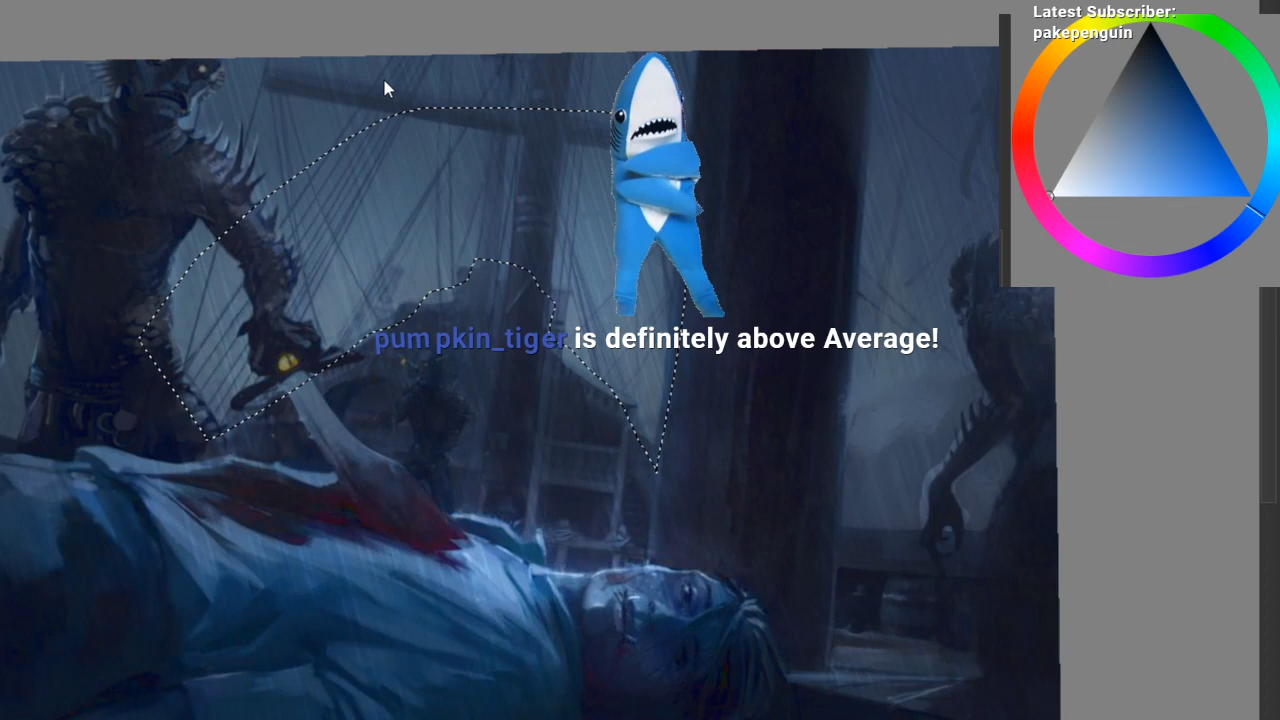 Latest Subscriber:
pakepenguin
pumpkin_tiger is definitely above Average!